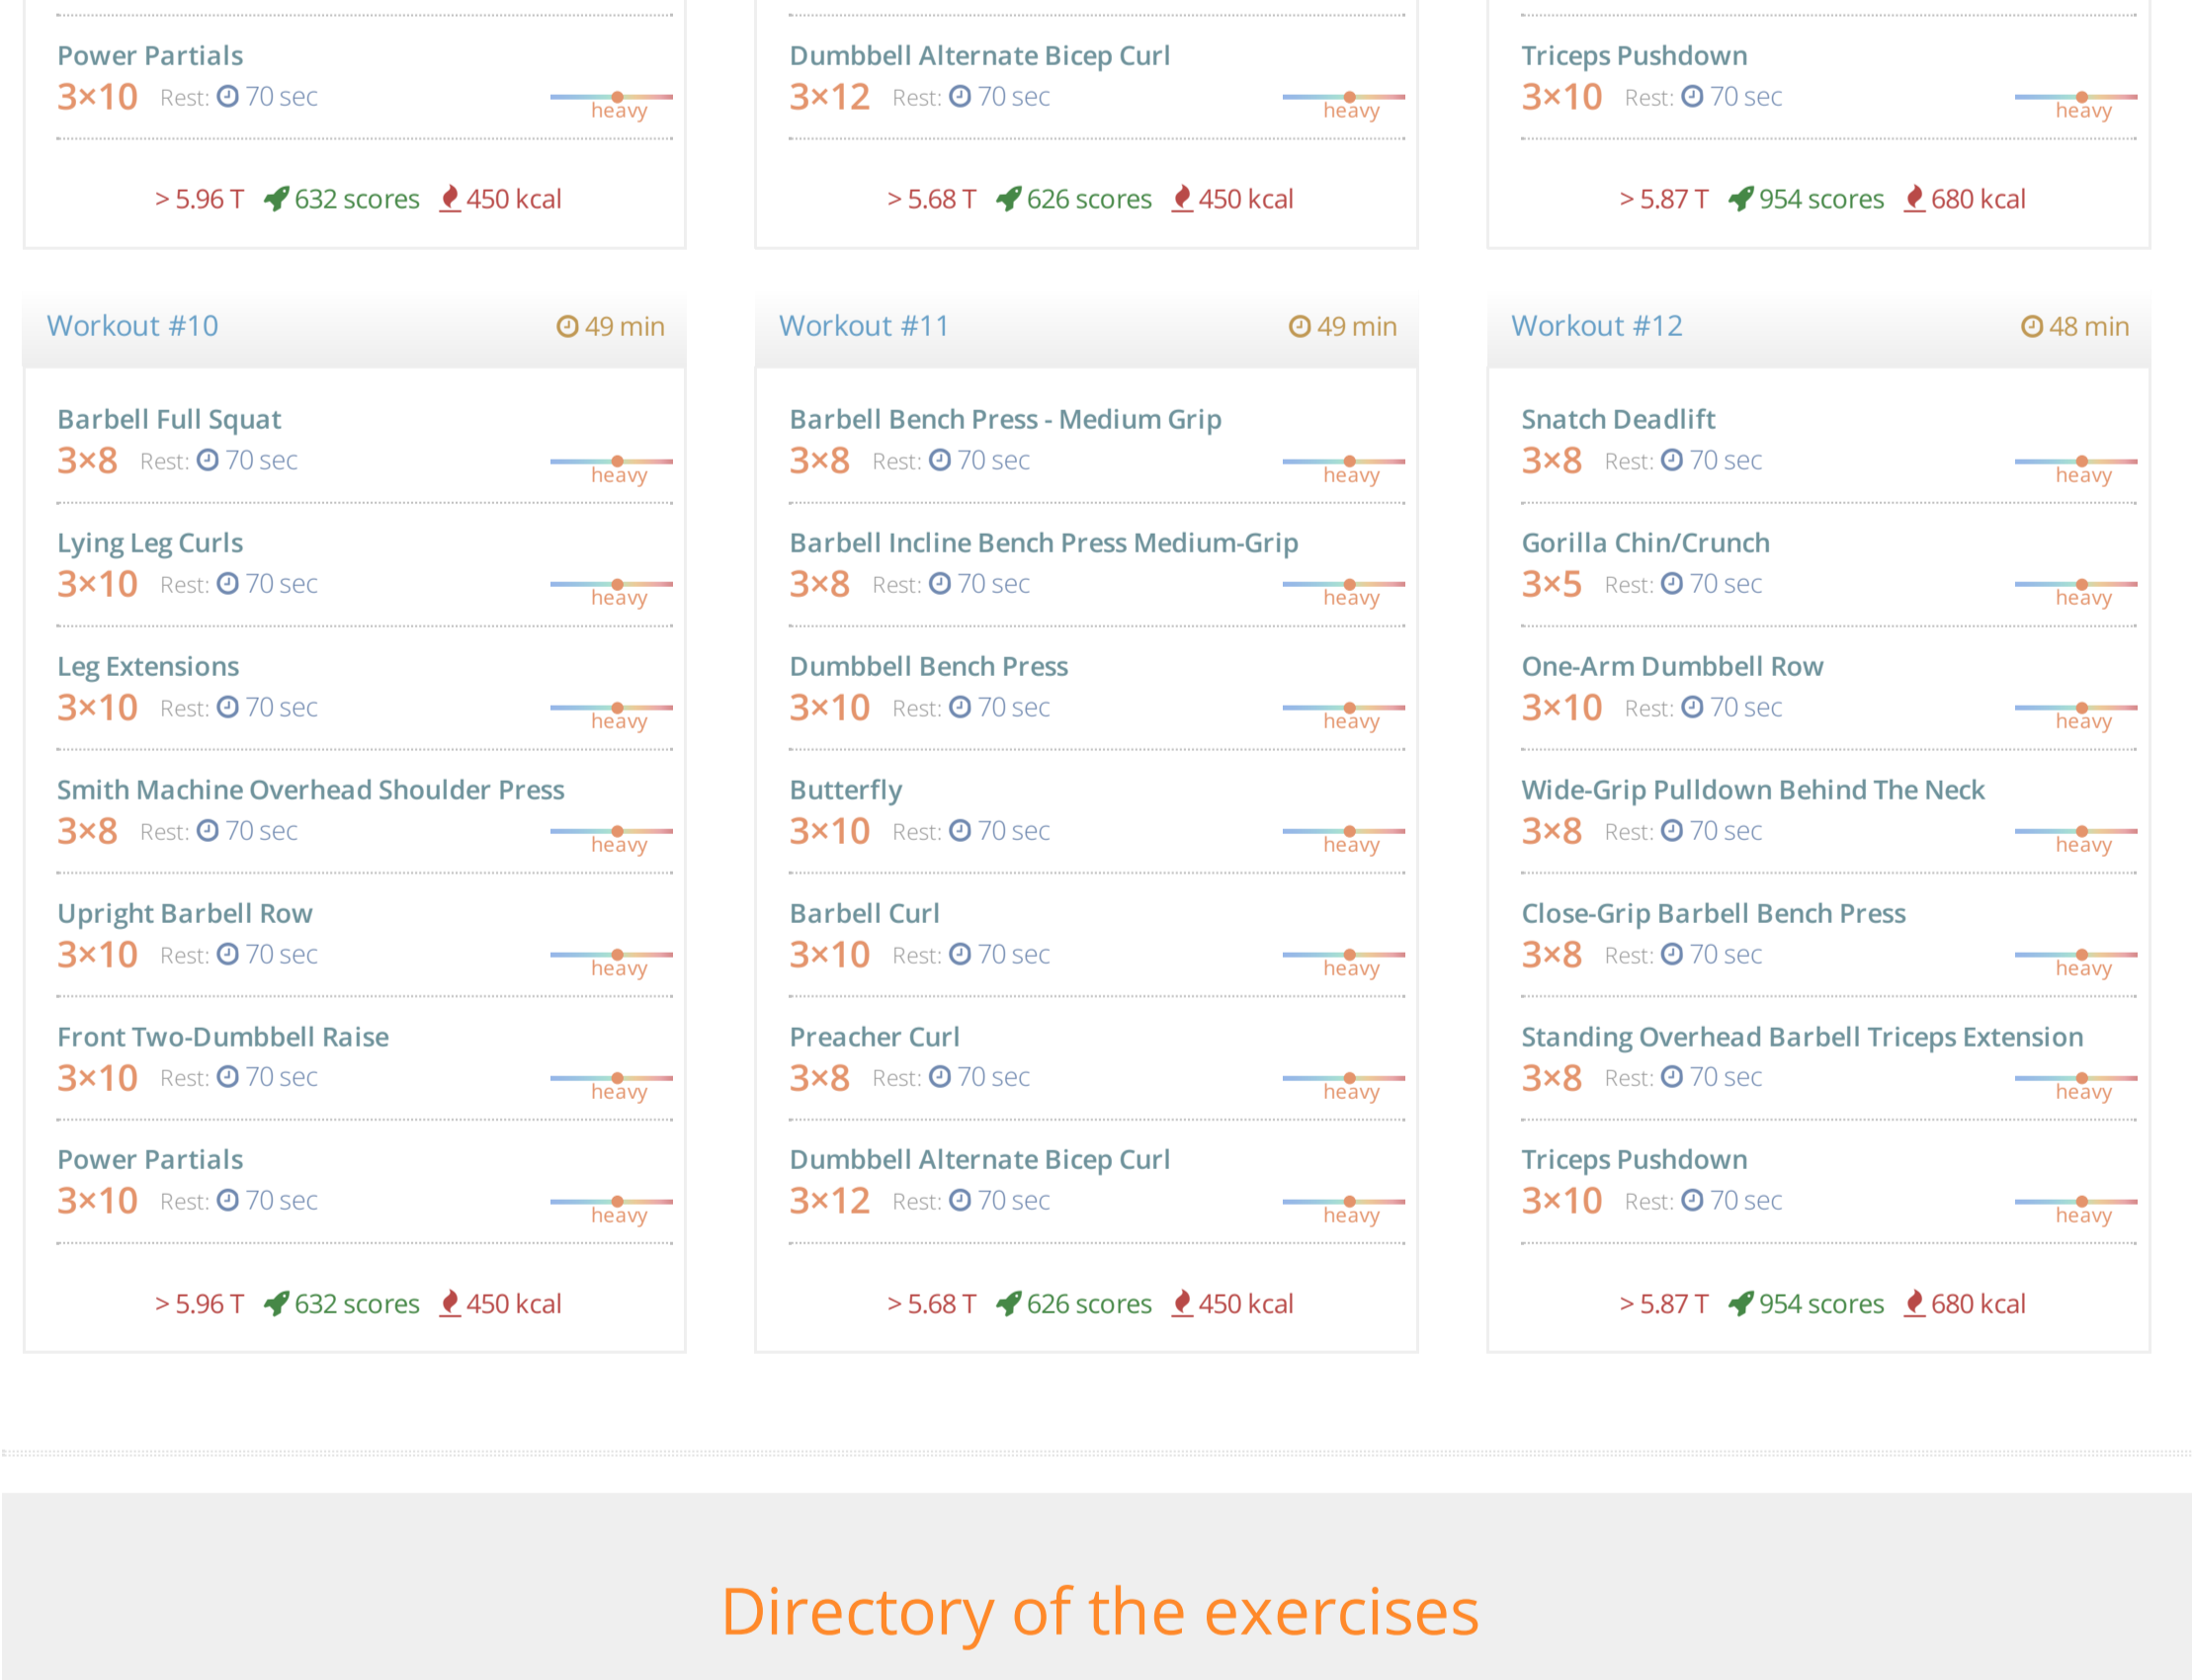 Power Partials
3×10 Rest: 70 sec
heavy
> 5.96 T 632 scores 450 kcal
Dumbbell Alternate Bicep Curl
3×12 Rest: 70 sec
heavy
> 5.68 T 626 scores 450 kcal
Triceps Pushdown
3×10 Rest: 70 sec
heavy
> 5.87 T 954 scores 680 kcal
Workout #10 49 min
Barbell Full Squat
3×8 Rest: 70 sec
heavy
Lying Leg Curls
3×10 Rest: 70 sec
heavy
Leg Extensions
3×10 Rest: 70 sec
heavy
Smith Machine Overhead Shoulder Press
3×8 Rest: 70 sec
heavy
Upright Barbell Row
3×10 Rest: 70 sec
heavy
Front Two-Dumbbell Raise
3×10 Rest: 70 sec
heavy
Power Partials
3×10 Rest: 70 sec
heavy
> 5.96 T 632 scores 450 kcal
Workout #11 49 min
Barbell Bench Press - Medium Grip
3×8 Rest: 70 sec
heavy
Barbell Incline Bench Press Medium-Grip
3×8 Rest: 70 sec
heavy
Dumbbell Bench Press
3×10 Rest: 70 sec
heavy
Butterfly
3×10 Rest: 70 sec
heavy
Barbell Curl
3×10 Rest: 70 sec
heavy
Preacher Curl
3×8 Rest: 70 sec
heavy
Dumbbell Alternate Bicep Curl
3×12 Rest: 70 sec
heavy
> 5.68 T 626 scores 450 kcal
Workout #12 48 min
Snatch Deadlift
3×8 Rest: 70 sec
heavy
Gorilla Chin/Crunch
3×5 Rest: 70 sec
heavy
One-Arm Dumbbell Row
3×10 Rest: 70 sec
heavy
Wide-Grip Pulldown Behind The Neck
3×8 Rest: 70 sec
heavy
Close-Grip Barbell Bench Press
3×8 Rest: 70 sec
heavy
Standing Overhead Barbell Triceps Extension
3×8 Rest: 70 sec
heavy
Triceps Pushdown
3×10 Rest: 70 sec
heavy
> 5.87 T 954 scores 680 kcal
Directory of the exercises